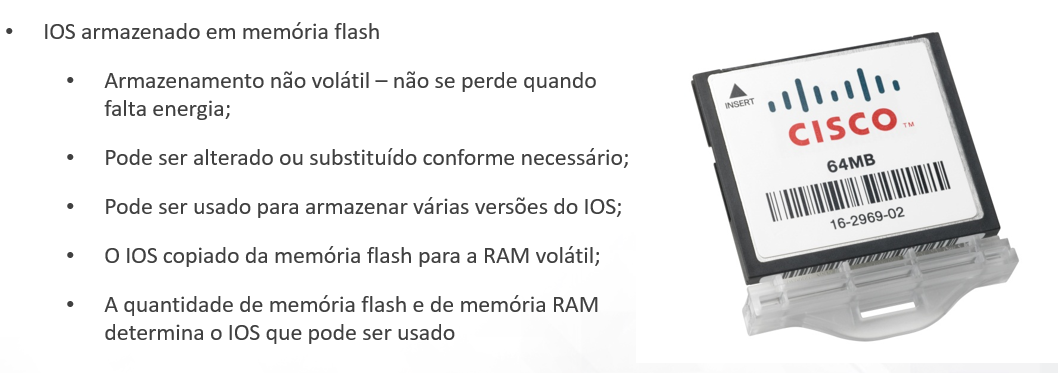 • IOS armazenado em memória flash
• Armazenamento não volátil – não se perde quando
falta energia;
• Pode ser alterado ou substituído conforme necessário;
• Pode ser usado para armazenar várias versões do IOS;
• O IOS copiado da memória flash para a RAM volátil;
• A quantidade de memória flash e de memória RAM
determina o IOS que pode ser usado
INSERT
CISCO™
64MB
16-2969-02